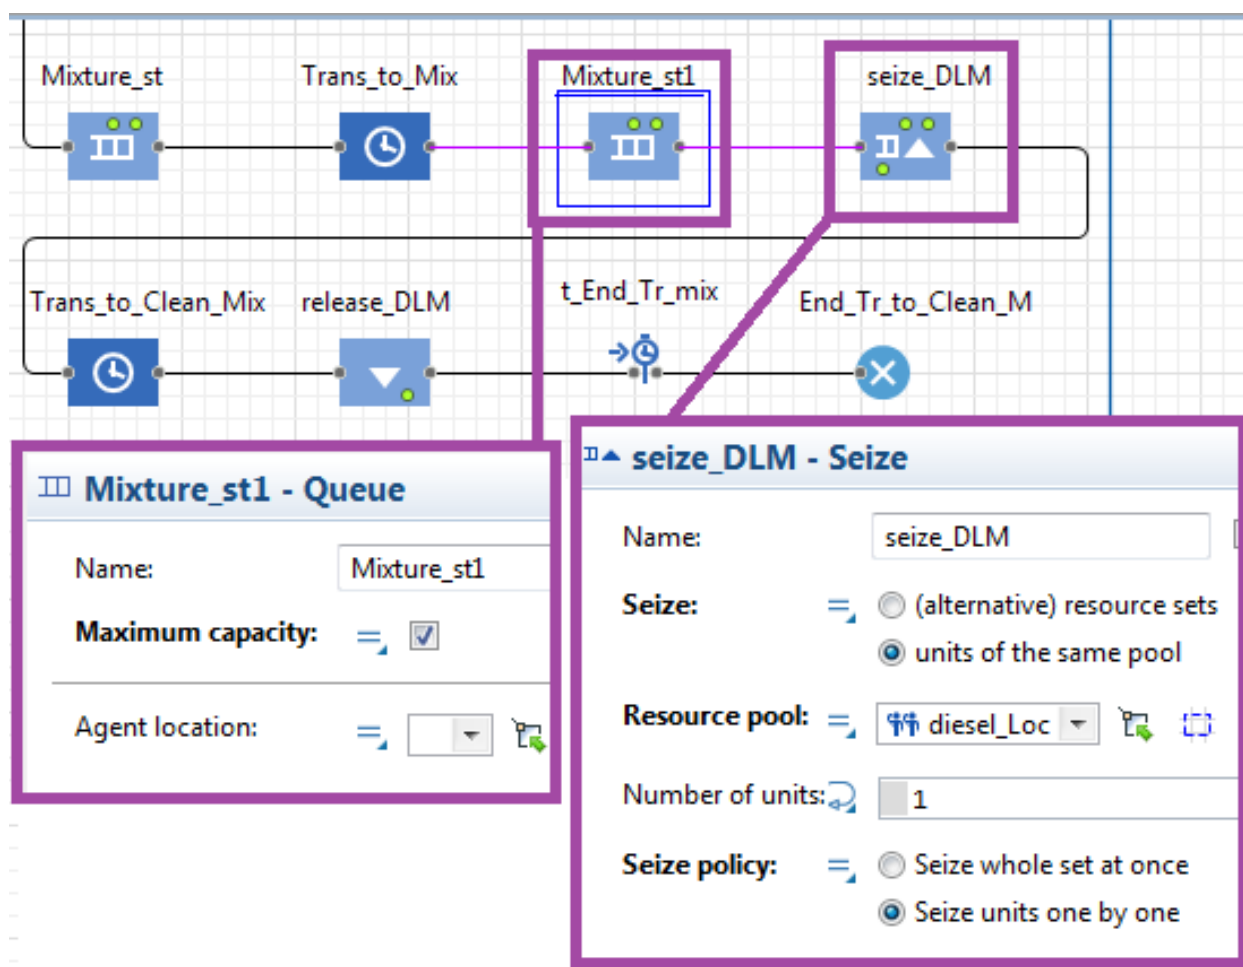 Mixture_st
Trans_to_Mix
Mixture_st1
seize_DLM
Trans_to_Clean_Mix
release_DLM
t_End_Tr_mix
End_Tr_to_Clean_M
Mixture_st1 - Queue
Name:
Mixture_st1
Maximum capacity:
Agent location:
seize_DLM - Seize
Name:
seize_DLM
Seize:
(alternative) resource sets
units of the same pool
Resource pool:
diesel_Loc
Number of units:
1
Seize policy:
Seize whole set at once
Seize units one by one